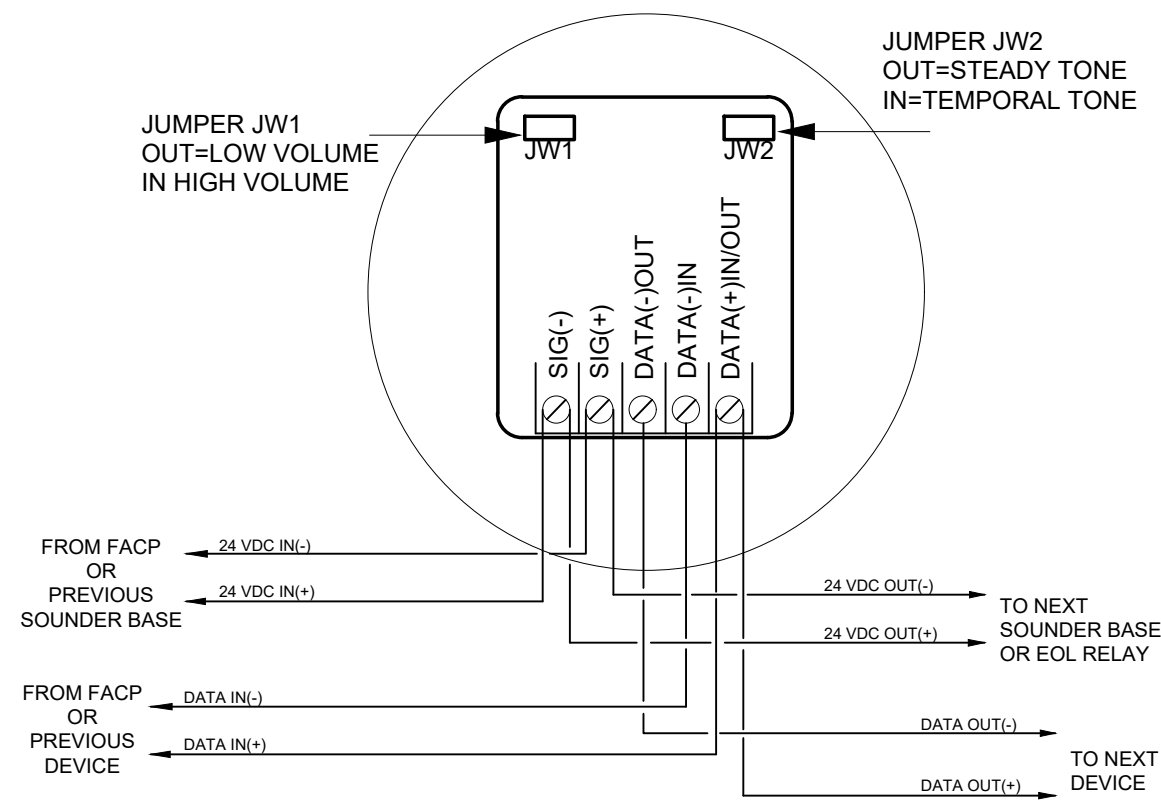 JUMPER JW1
OUT=LOW VOLUME
IN HIGH VOLUME
JUMPER JW2
OUT=STEADY TONE
IN=TEMPORAL TONE
JW1
JW2
SIG(-)
SIG(+)
DATA(-)OUT
DATA(-)IN
DATA(+)IN/OUT
FROM FACP
OR
PREVIOUS
SOUNDER BASE
24 VDC IN(-)
24 VDC IN(+)
24 VDC OUT(-)
24 VDC OUT(+)
TO NEXT
SOUNDER BASE
OR EOL RELAY
FROM FACP
OR
PREVIOUS
DEVICE
DATA IN(-)
DATA IN(+)
DATA OUT(-)
DATA OUT(+)
TO NEXT
DEVICE